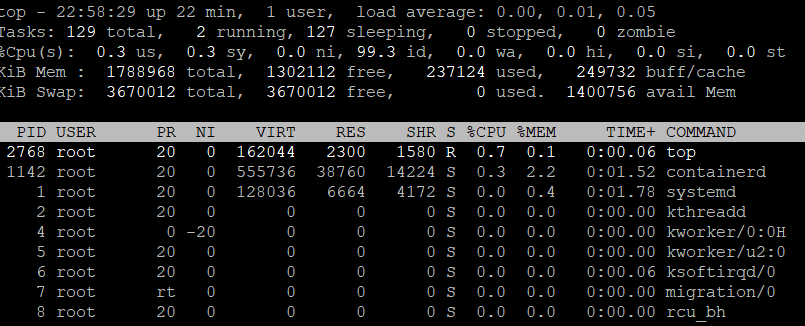 top - 22:58:29 up 22 min,  1 user,  load average: 0.00, 0.01, 0.05
Tasks: 129 total,   2 running, 127 sleeping,   0 stopped,   0 zombie
%Cpu(s):  0.3 us,  0.3 sy,  0.0 ni, 99.3 id,  0.0 wa,  0.0 hi,  0.0 si,  0.0 st
KiB Mem :  1788968 total,  1302112 free,   237124 used,   249732 buff/cache
KiB Swap:  3670012 total,  3670012 free,        0 used.  1400756 avail Mem
PID USER      PR  NI    VIRT    RES    SHR S %CPU %MEM     TIME+ COMMAND
2768 root      20   0  162044   2300   1580 R  0.7  0.1   0:00.06 top
1142 root      20   0  555736  38760  14224 S  0.3  2.2   0:01.52 containerd
1 root      20   0  128036   6664   4172 S  0.0  0.4   0:01.78 systemd
2 root      20   0       0      0      0 S  0.0  0.0   0:00.00 kthreadd
4 root       0 -20       0      0      0 S  0.0  0.0   0:00.00 kworker/0:0H
5 root      20   0       0      0      0 S  0.0  0.0   0:00.00 kworker/u2:0
6 root      20   0       0      0      0 S  0.0  0.0   0:00.06 ksoftirqd/0
7 root      rt   0       0      0      0 S  0.0  0.0   0:00.00 migration/0
8 root      20   0       0      0      0 S  0.0  0.0   0:00.00 rcu_bh